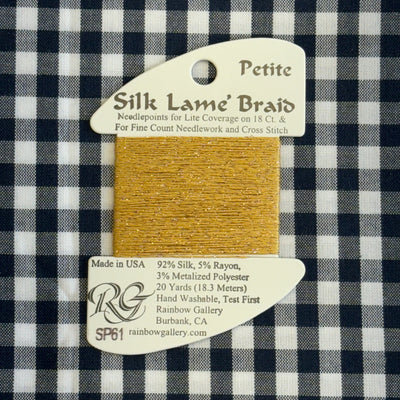 Petite
Silk Lame' Braid
Needlepoints for Lite Coverage on 18 Ct. &
For Fine Count Needlework and Cross Stitch
Made in USA
92% Silk, 5% Rayon,
3% Metalized Polyester
20 Yards (18.3 Meters)
Hand Washable, Test First
Rainbow Gallery
Burbank, CA
rainbowgallery.com
RG
SP61